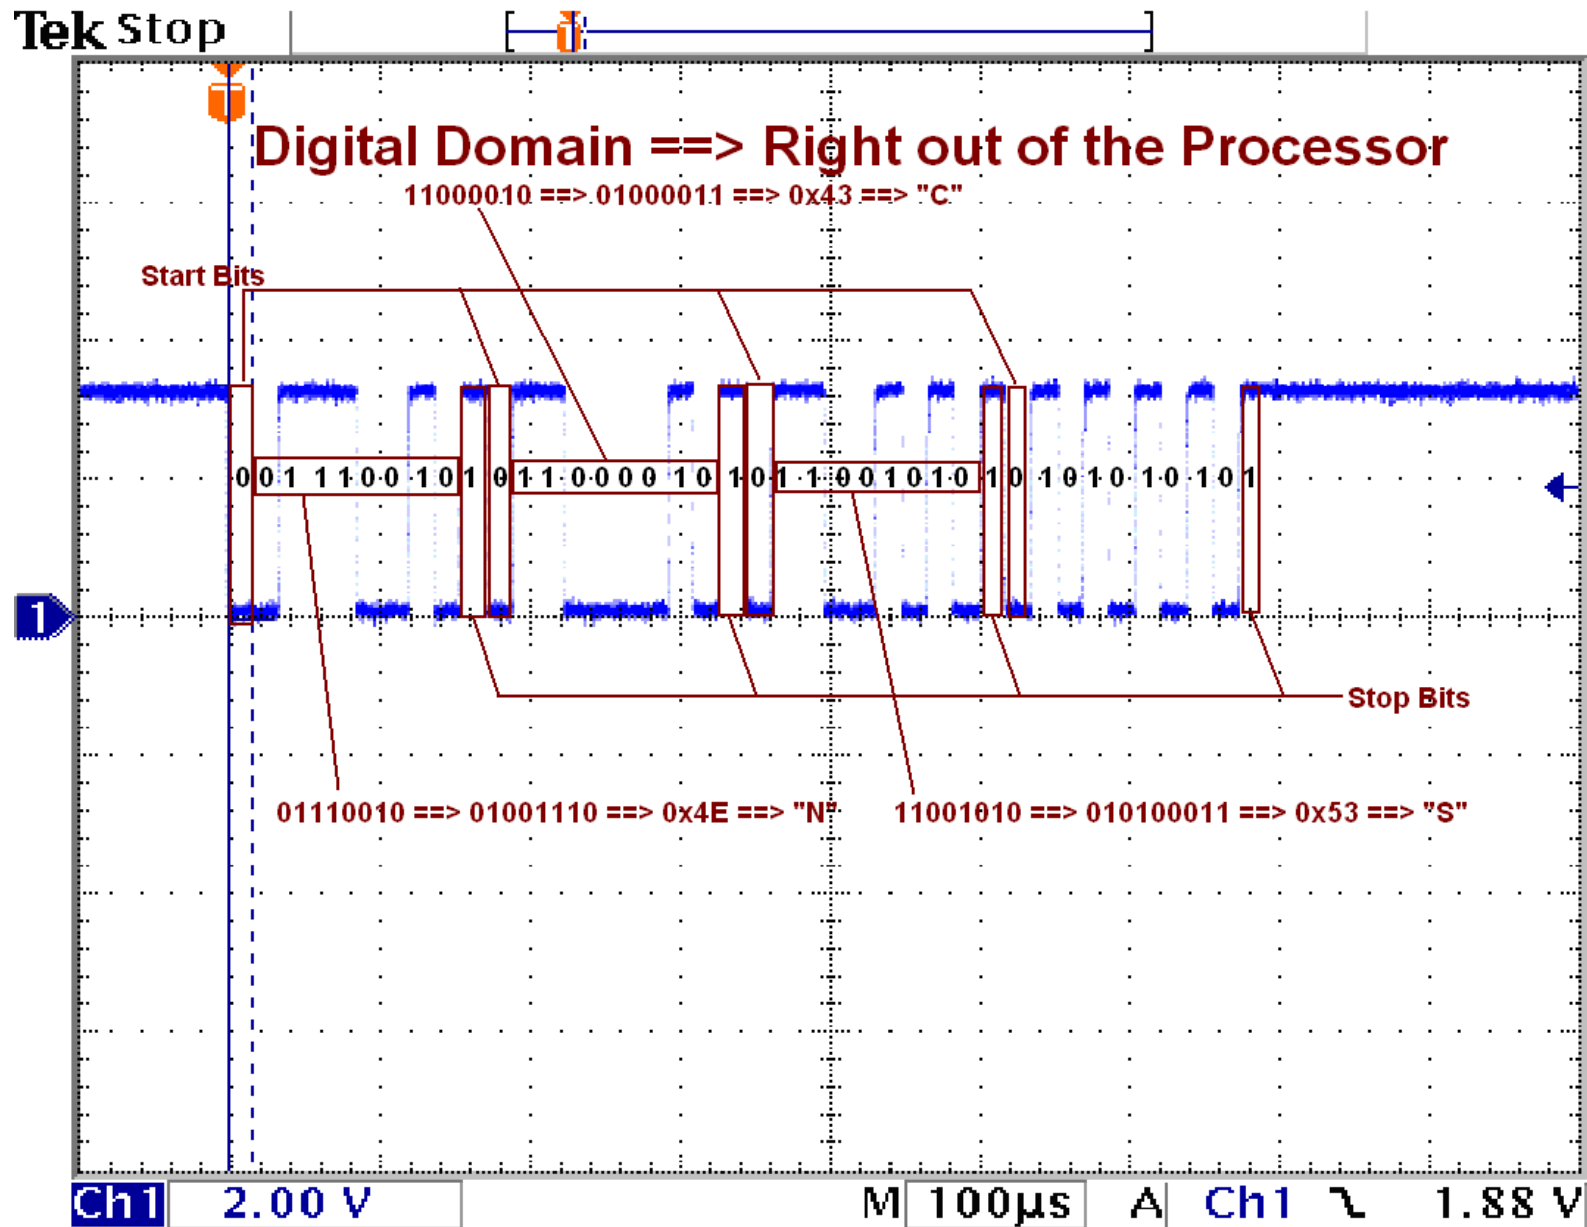 Tek Stop
Digital Domain ==> Right out of the Processor
11000010 ==> 01000011 ==> 0x43 ==> "C"
Start Bits
0 0 1 1 1 0 0 1 0 1 0 1 1 0 0 0 0 1 0 1 0 1 1 0 0 1 0 1 0 1 0 1 0 1 0 1 0 1 0 1
1
Stop Bits
01110010 ==> 01001110 ==> 0x4E ==> "N" 11001010 ==> 010100011 ==> 0x53 ==> "S"
Ch1 2.00 V M 100µs A Ch1 1.88 V